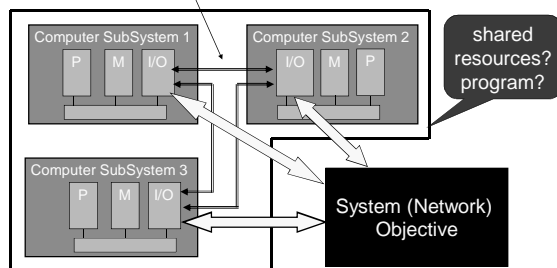 Computer SubSystem 1
P M I/O
Computer SubSystem 2
I/O M P
shared
resources?
program?
Computer SubSystem 3
P M I/O
System (Network)
Objective